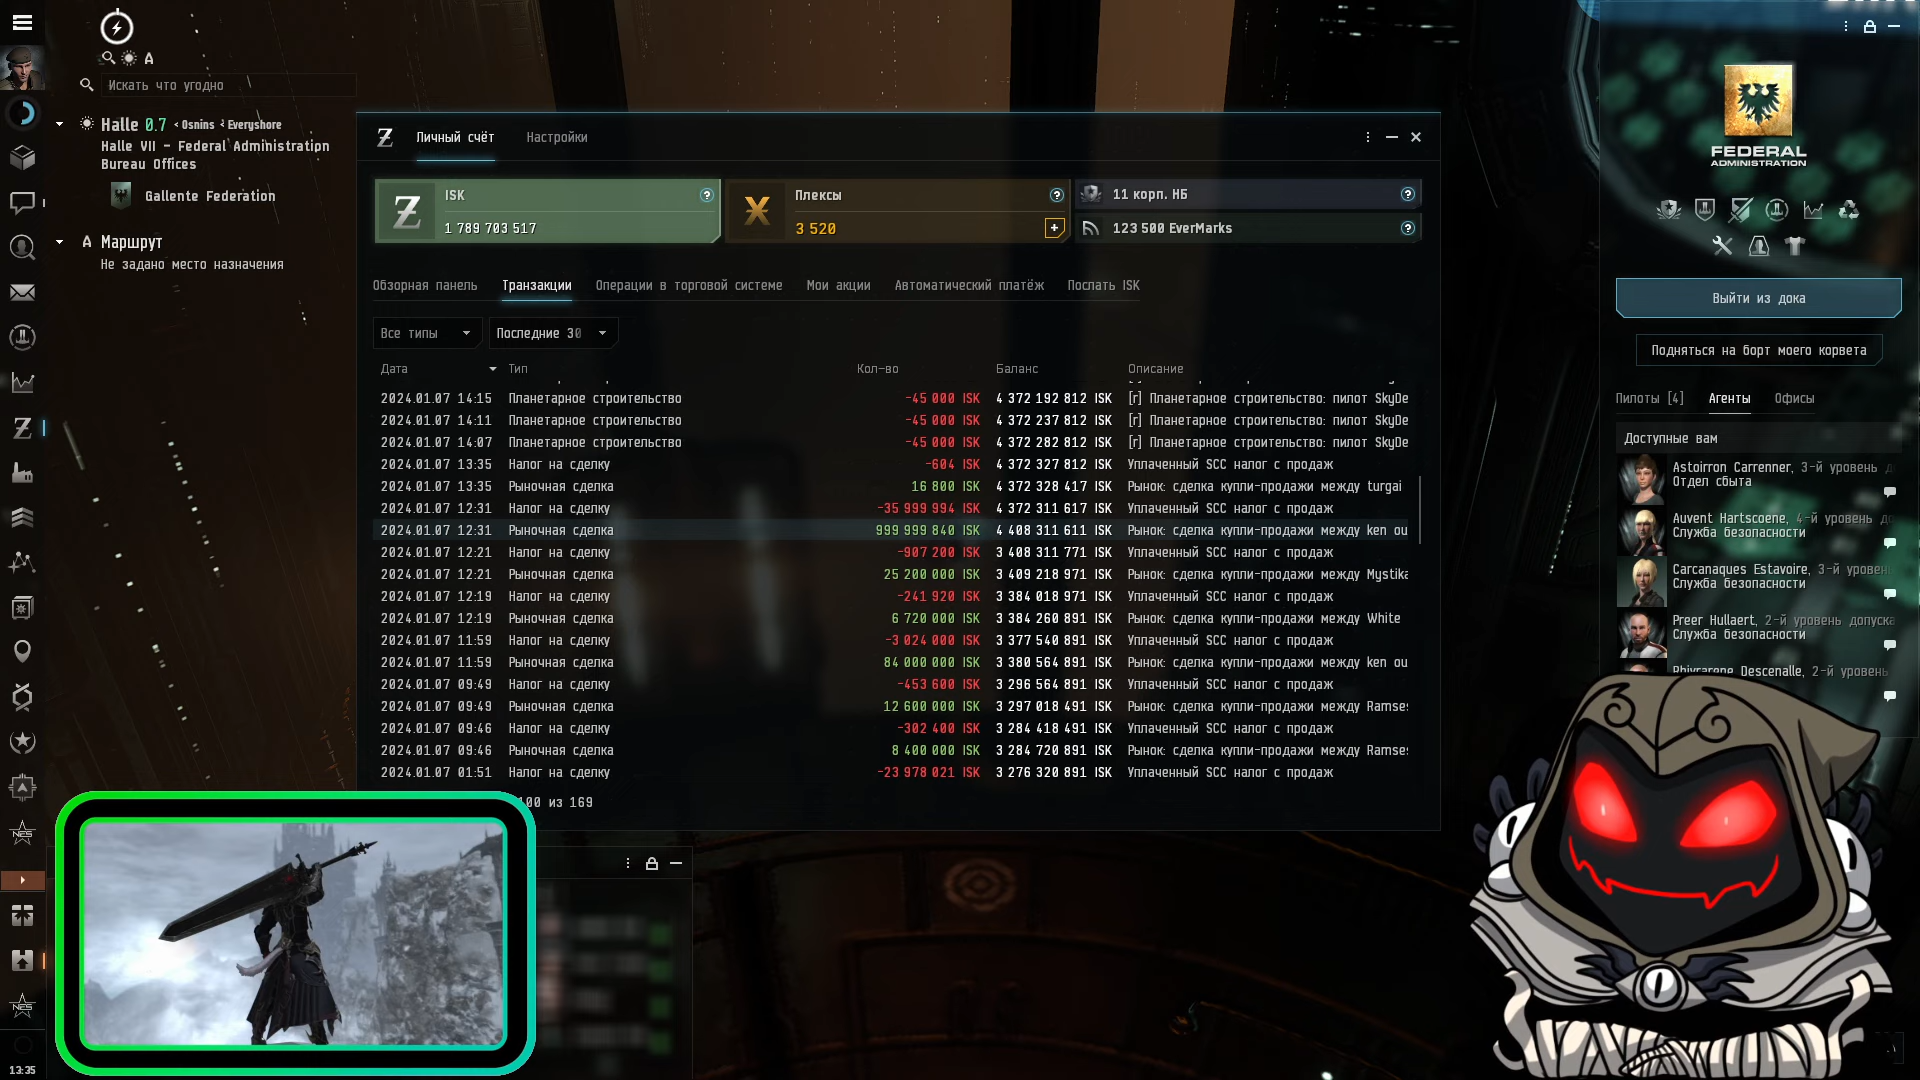 Искать что угодно
Halle 0.7 < Osnins < Everyshore
Halle VII - Federal Administration
Bureau Offices
Gallente Federation
Маршрут
Не задано место назначения
Личный счёт Настройки
ISK
1 789 703 517
Плексы
3 520
11 корп. НБ
123 500 EverMarks
Обзорная панель Транзакции Операции в торговой системе Мои акции Автоматический платёж Послать ISK
Все типы Последние 30
Дата Тип Кол-во Баланс Описание
2024.01.07 14:15 Планетарное строительство -45 000 ISK 4 372 192 812 ISK [r] Планетарное строительство: пилот SkyDe
2024.01.07 14:11 Планетарное строительство -45 000 ISK 4 372 237 812 ISK [r] Планетарное строительство: пилот SkyDe
2024.01.07 14:07 Планетарное строительство -45 000 ISK 4 372 282 812 ISK [r] Планетарное строительство: пилот SkyDe
2024.01.07 13:35 Налог на сделку -604 ISK 4 372 327 812 ISK Уплаченный SCC налог с продаж
2024.01.07 13:35 Рыночная сделка 16 800 ISK 4 372 328 417 ISK Рынок: сделка купли-продажи между turgai
2024.01.07 12:31 Налог на сделку -35 999 994 ISK 4 372 311 617 ISK Уплаченный SCC налог с продаж
2024.01.07 12:31 Рыночная сделка 999 999 840 ISK 4 408 311 611 ISK Рынок: сделка купли-продажи между ken ou
2024.01.07 12:21 Налог на сделку -907 200 ISK 3 408 311 771 ISK Уплаченный SCC налог с продаж
2024.01.07 12:21 Рыночная сделка 25 200 000 ISK 3 409 218 971 ISK Рынок: сделка купли-продажи между Mystika
2024.01.07 12:19 Налог на сделку -241 920 ISK 3 384 018 971 ISK Уплаченный SCC налог с продаж
2024.01.07 12:19 Рыночная сделка 6 720 000 ISK 3 384 260 891 ISK Рынок: сделка купли-продажи между White
2024.01.07 11:59 Налог на сделку -3 024 000 ISK 3 377 540 891 ISK Уплаченный SCC налог с продаж
2024.01.07 11:59 Рыночная сделка 84 000 000 ISK 3 380 564 891 ISK Рынок: сделка купли-продажи между ken ou
2024.01.07 09:49 Налог на сделку -453 600 ISK 3 296 564 891 ISK Уплаченный SCC налог с продаж
2024.01.07 09:49 Рыночная сделка 12 600 000 ISK 3 297 018 491 ISK Рынок: сделка купли-продажи между Ramses
2024.01.07 09:46 Налог на сделку -302 400 ISK 3 284 418 491 ISK Уплаченный SCC налог с продаж
2024.01.07 09:46 Рыночная сделка 8 400 000 ISK 3 284 720 891 ISK Рынок: сделка купли-продажи между Ramses
2024.01.07 01:51 Налог на сделку -23 978 021 ISK 3 276 320 891 ISK Уплаченный SCC налог с продаж
100 из 169
FEDERAL
ADMINISTRATION
Выйти из дока
Подняться на борт моего корвета
Пилоты [4] Агенты Офисы
Доступные вам
Astoirron Carrenner, 3-й уровень д
Отдел сбыта
Auvent Hartscoene, 4-й уровень д
Служба безопасности
Carcanaques Estavoire, 3-й уровень
Служба безопасности
Preer Hullaert, 2-й уровень допуска
Служба безопасности
Descenalle, 2-й уровень
NES
NES
13:35